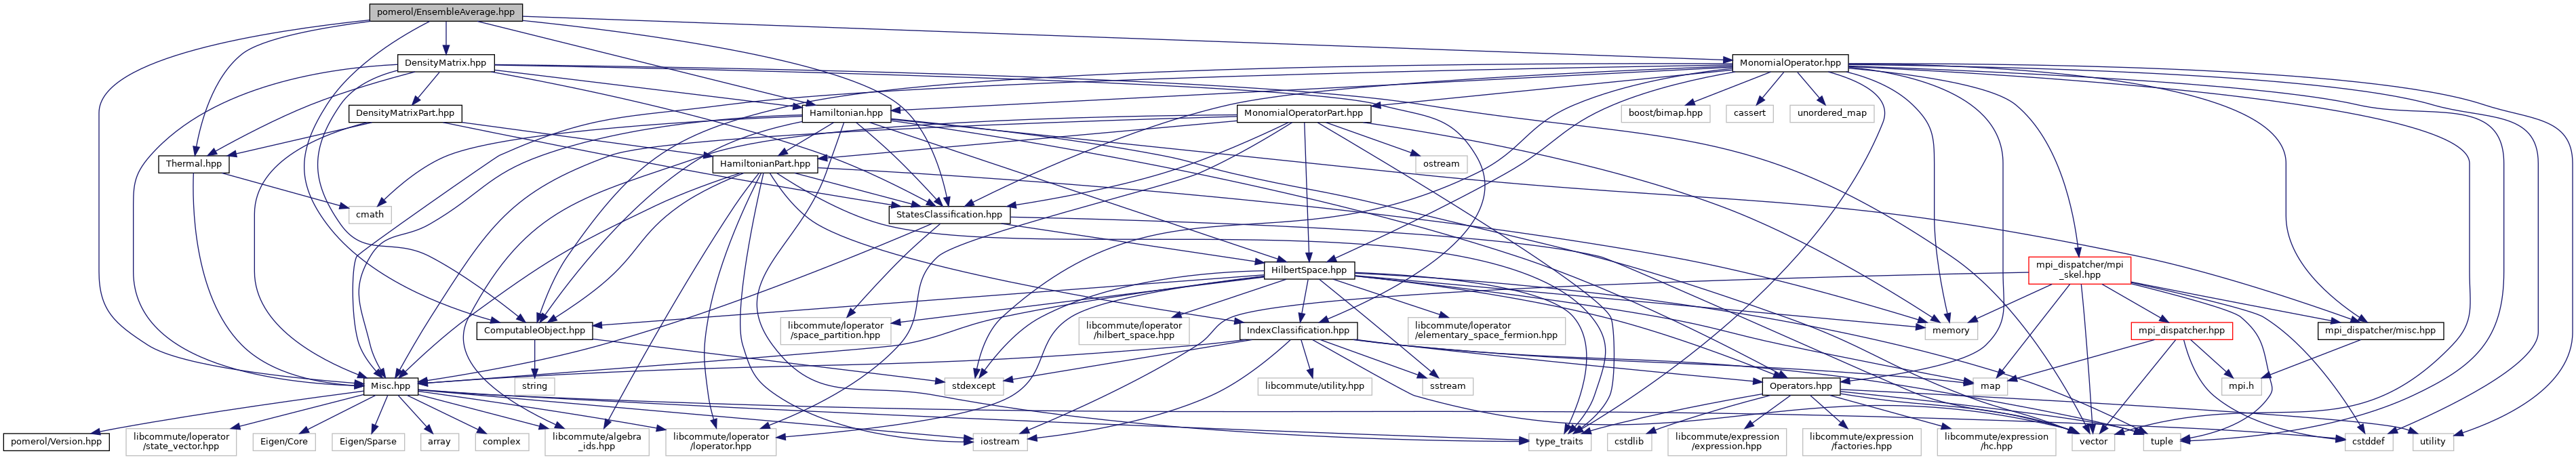 pomerol/EnsembleAverage.hpp
DensityMatrix.hpp
MonomialOperator.hpp
DensityMatrixPart.hpp
Hamiltonian.hpp
MonomialOperatorPart.hpp
boost/bimap.hpp
cassert
unordered_map
Thermal.hpp
HamiltonianPart.hpp
ostream
cmath
StatesClassification.hpp
HilbertSpace.hpp
mpi_dispatcher/mpi
_skel.hpp
ComputableObject.hpp
libcommute/loperator
/space_partition.hpp
libcommute/loperator
/hilbert_space.hpp
IndexClassification.hpp
libcommute/loperator
/elementary_space_fermion.hpp
memory
mpi_dispatcher.hpp
mpi_dispatcher/misc.hpp
Misc.hpp
string
stdexcept
libcommute/utility.hpp
sstream
Operators.hpp
map
mpi.h
pomerol/Version.hpp
libcommute/loperator
/state_vector.hpp
Eigen/Core
Eigen/Sparse
array
complex
libcommute/algebra
_ids.hpp
libcommute/loperator
/loperator.hpp
iostream
type_traits
cstdlib
libcommute/expression
/expression.hpp
libcommute/expression
/factories.hpp
libcommute/expression
/hc.hpp
vector
tuple
cstddef
utility